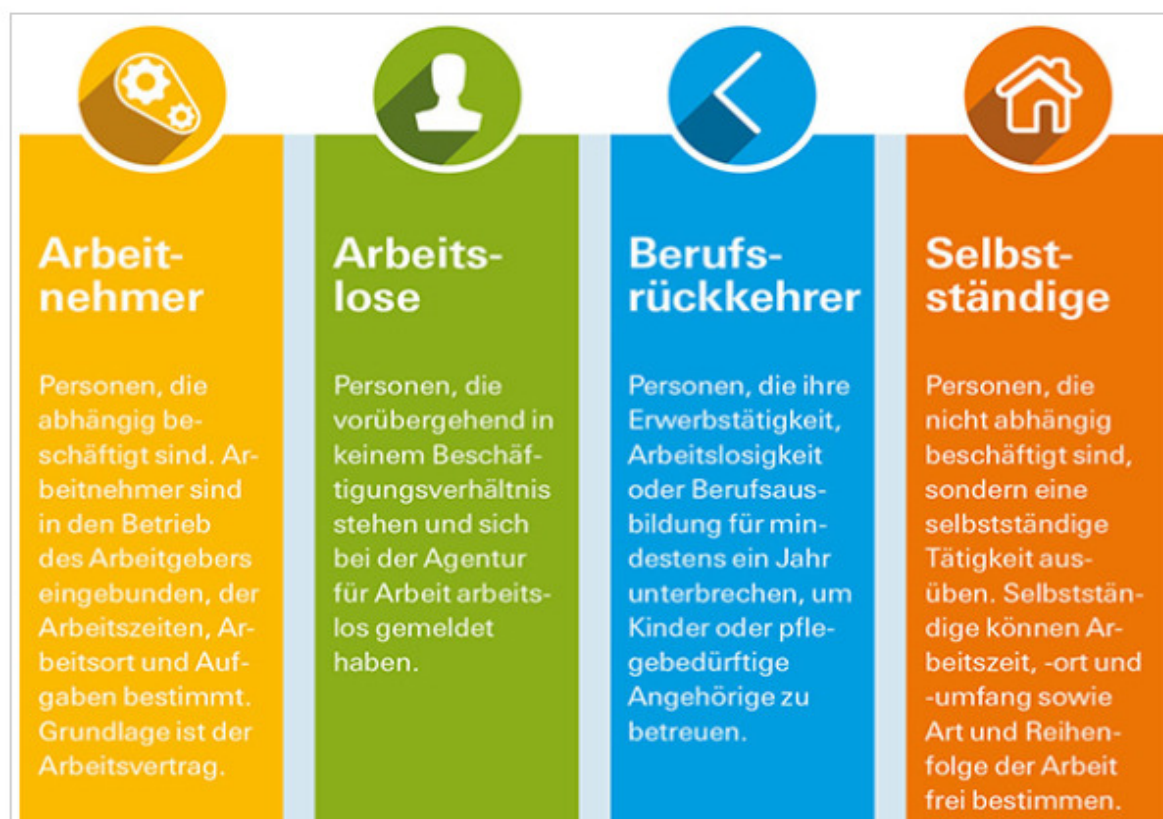 Arbeit-
nehmer
Personen, die
abhängig be-
schäftigt sind. Ar-
beitnehmer sind
in den Betrieb
des Arbeitgebers
eingebunden, der
Arbeitszeiten, Ar-
beitsort und Auf-
gaben bestimmt.
Grundlage ist der
Arbeitsvertrag.
Arbeits-
lose
Personen, die
vorübergehend in
keinem Beschäf-
tigungsverhältnis
stehen und sich
bei der Agentur
für Arbeit arbeits-
los gemeldet
haben.
Berufs-
rückkehrer
Personen, die ihre
Erwerbstätigkeit,
Arbeitslosigkeit
oder Berufsaus-
bildung für min-
destens ein Jahr
unterbrechen, um
Kinder oder pfle-
gebedürftige
Angehörige zu
betreuen.
Selbst-
ständige
Personen, die
nicht abhängig
beschäftigt sind,
sondern eine
selbstständige
Tätigkeit aus-
üben. Selbststän-
dige können Ar-
beitszeit, -ort und
-umfang sowie
Art und Reihen-
folge der Arbeit
frei bestimmen.